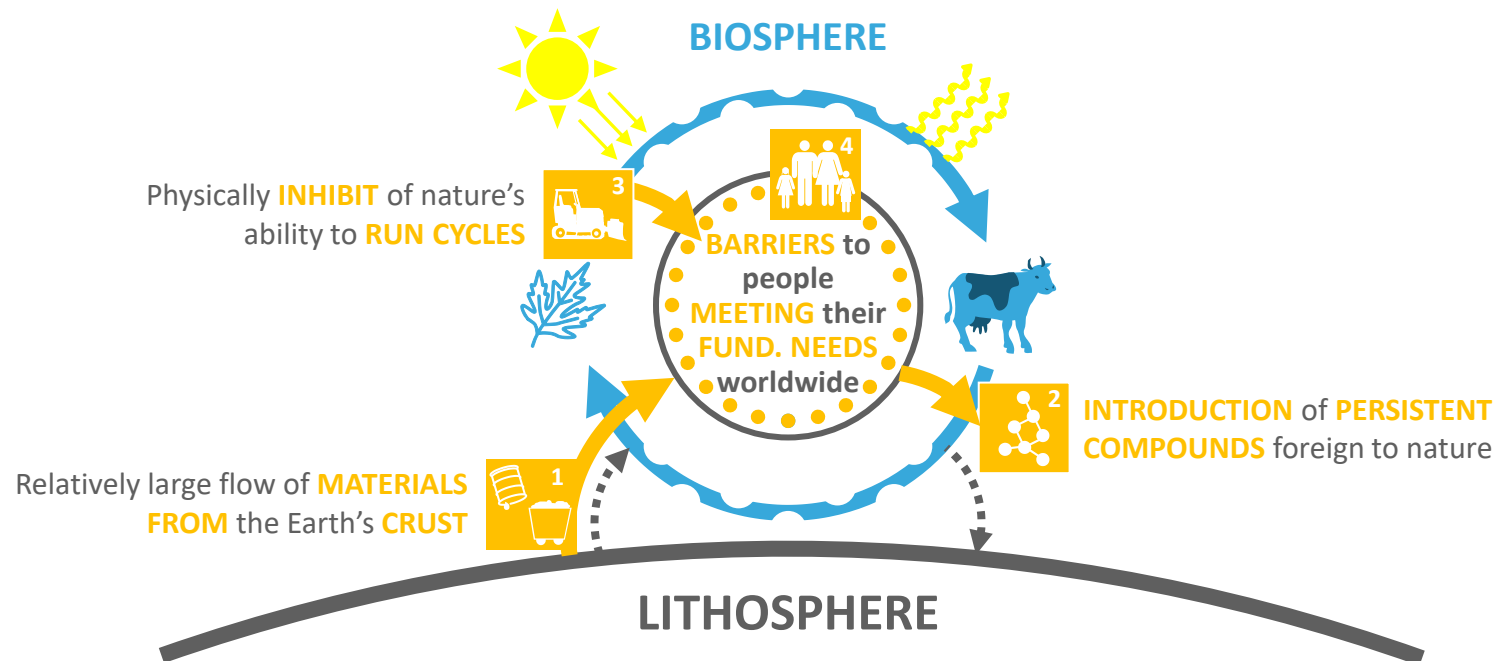 BIOSPHERE
4
3
Physically INHIBIT of nature's
ability to RUN CYCLES
BARRIERS to
people
MEETING their
FUND. NEEDS
worldwide
2
INTRODUCTION of PERSISTENT
COMPOUNDS foreign to nature
1
Relatively large flow of MATERIALS
FROM the Earth's CRUST
LITHOSPHERE